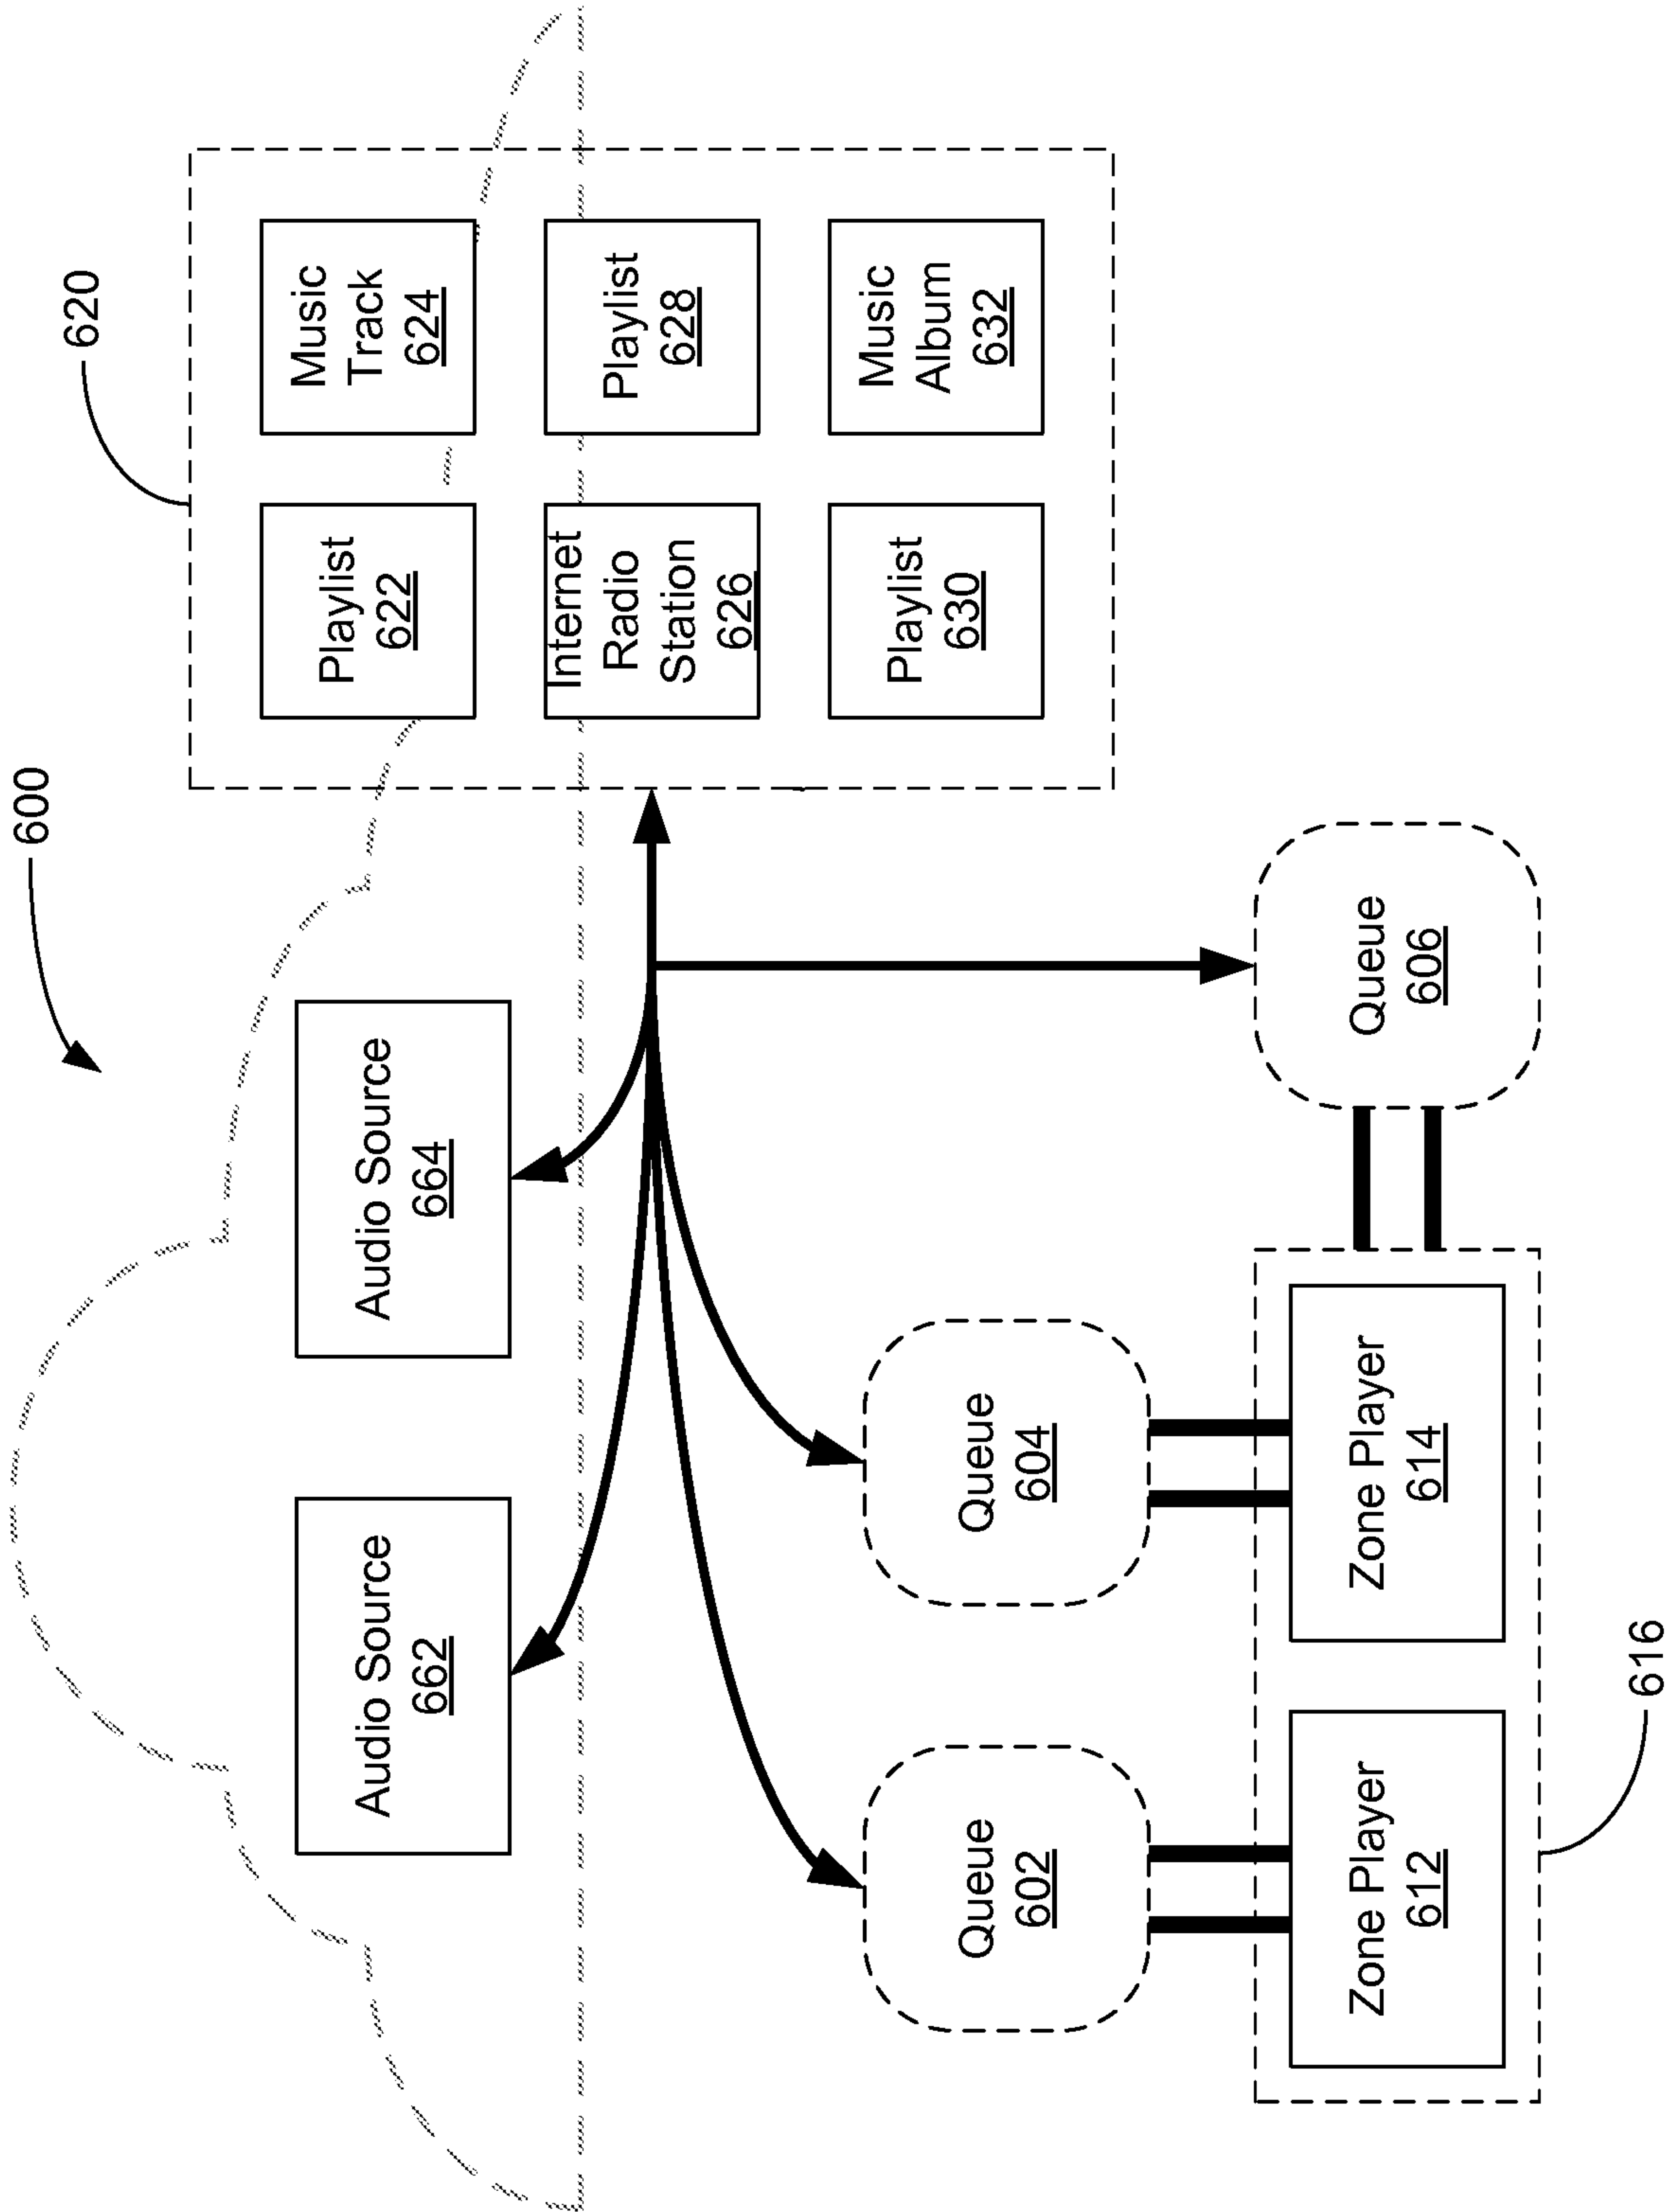 600
620
Audio Source
662
Audio Source
664
Playlist
622
Music
Track
624
Internet
Radio
Station
626
Playlist
628
Playlist
630
Music
Album
632
Queue
602
Queue
604
Queue
606
Zone Player
612
Zone Player
614
616